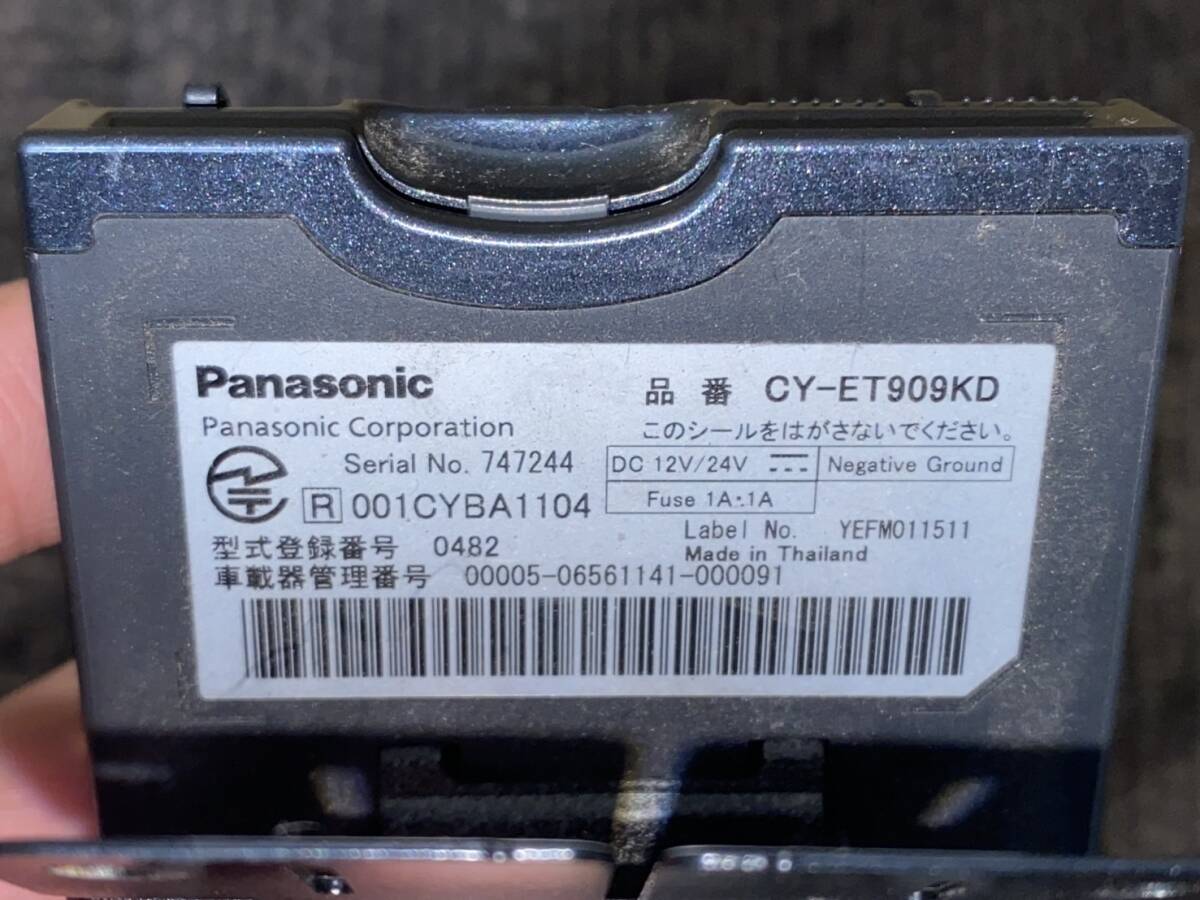 Panasonic
品番 CY-ET909KD
Panasonic Corporation
このシールをはがさないでください。
Serial No. 747244
DC 12V/24V
Negative Ground
R 001CYBA1104
Fuse 1A・1A
Label No. YEFM011511
型式登録番号 0482
Made in Thailand
車載器管理番号 00005-06561141-000091